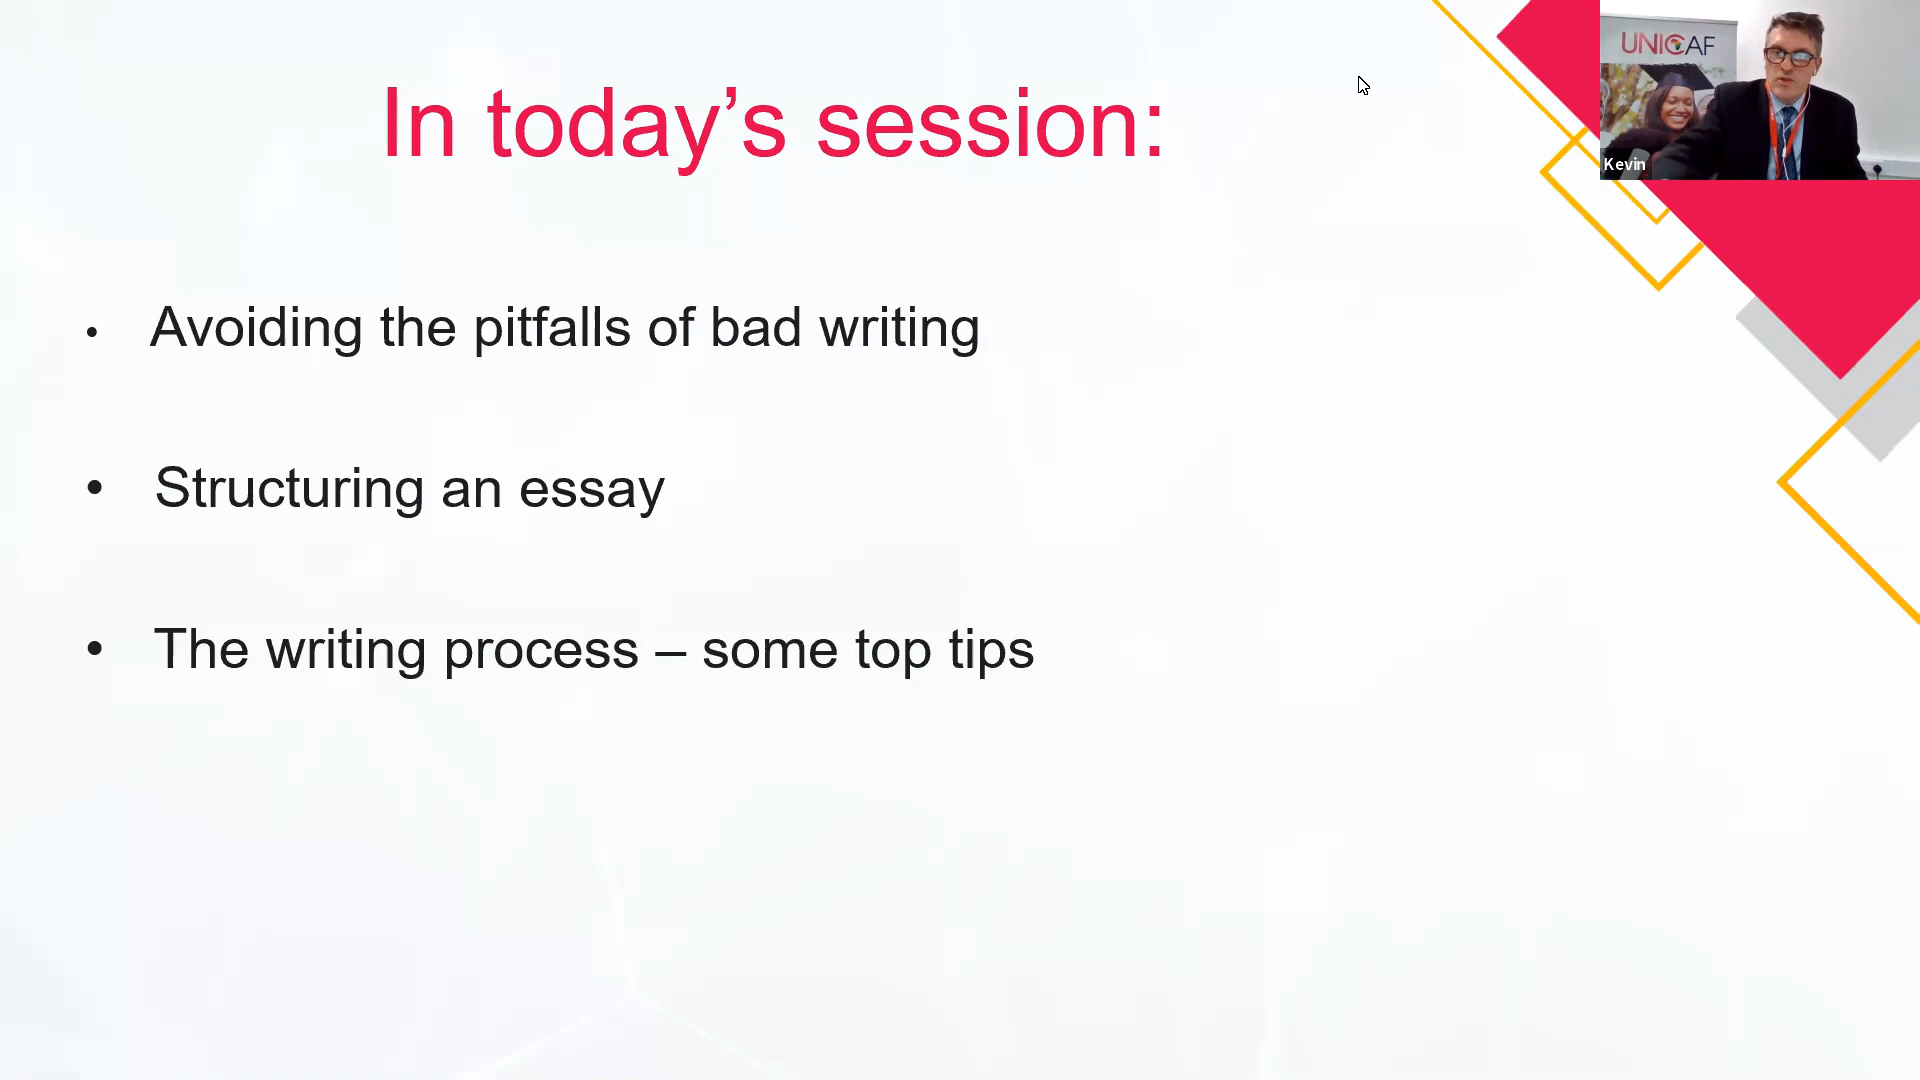 In today’s session:
• Avoiding the pitfalls of bad writing
• Structuring an essay
• The writing process – some top tips
UNICAF
Kevin